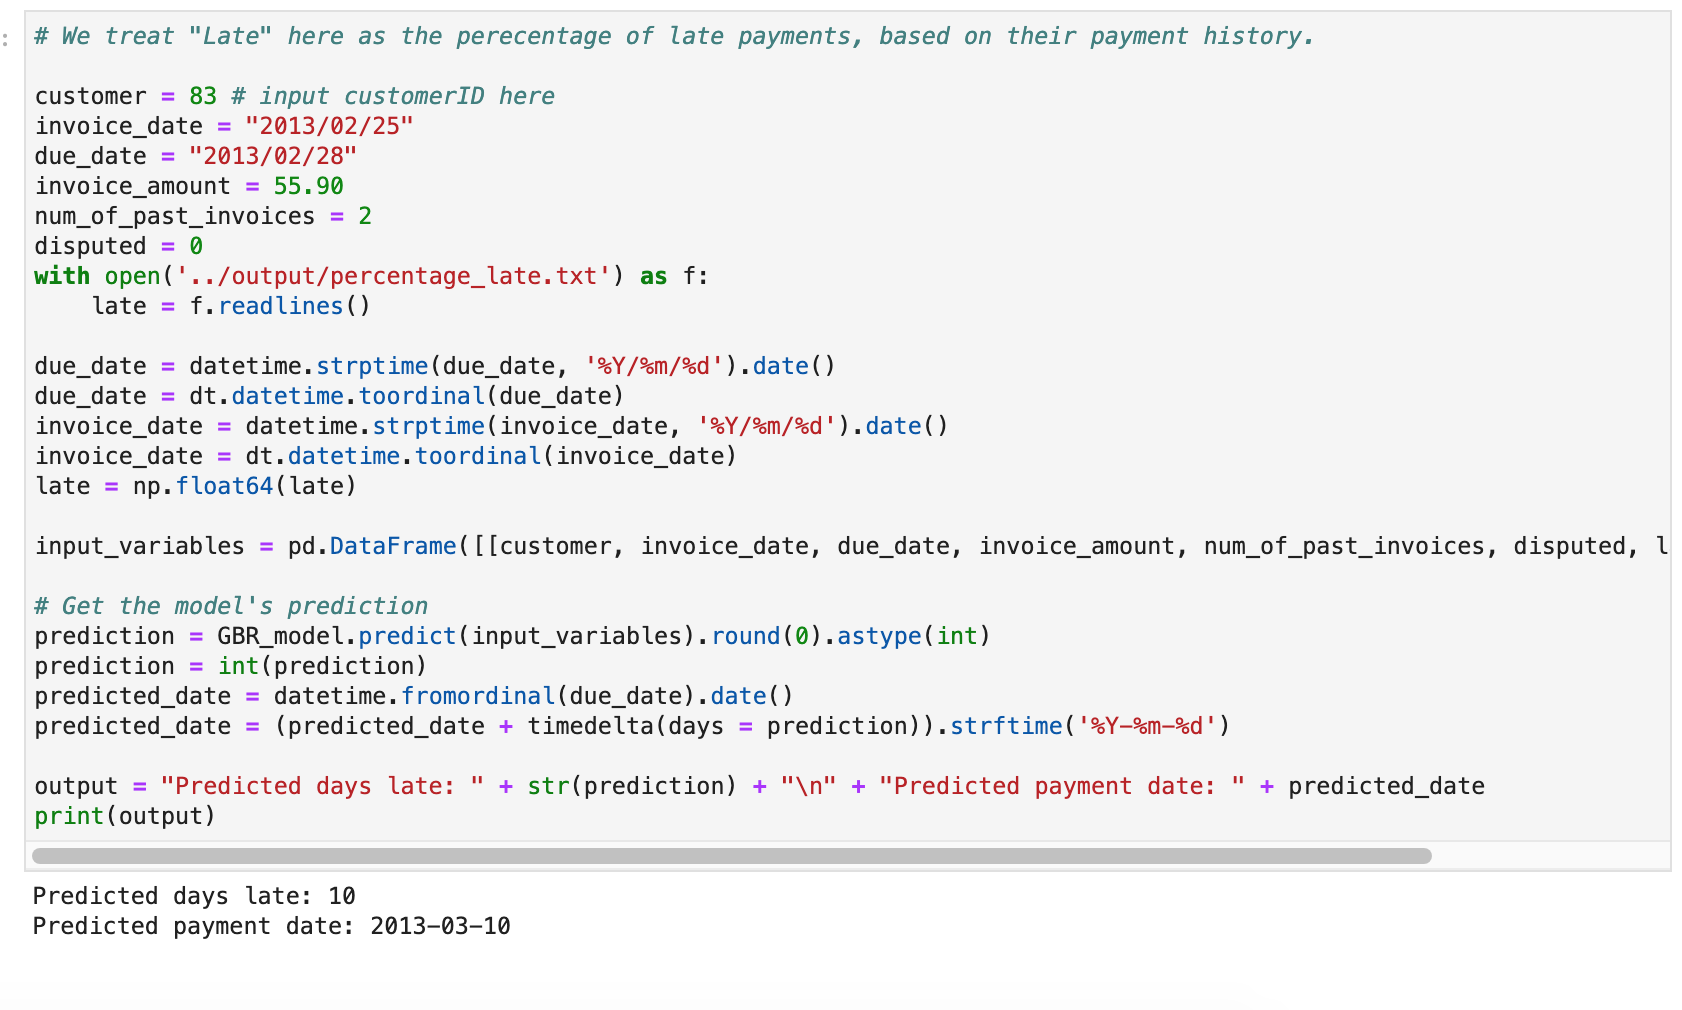 # We treat "Late" here as the perecentage of late payments, based on their payment history.
customer = 83 # input customerID here
invoice_date = "2013/02/25"
due_date = "2013/02/28"
invoice_amount = 55.90
num_of_past_invoices = 2
disputed = 0
with open('../output/percentage_late.txt') as f:
    late = f.readlines()
due_date = datetime.strptime(due_date, '%Y/%m/%d').date()
due_date = dt.datetime.toordinal(due_date)
invoice_date = datetime.strptime(invoice_date, '%Y/%m/%d').date()
invoice_date = dt.datetime.toordinal(invoice_date)
late = np.float64(late)
input_variables = pd.DataFrame([[customer, invoice_date, due_date, invoice_amount, num_of_past_invoices, disputed, l
# Get the model's prediction
prediction = GBR_model.predict(input_variables).round(0).astype(int)
prediction = int(prediction)
predicted_date = datetime.fromordinal(due_date).date()
predicted_date = (predicted_date + timedelta(days = prediction)).strftime('%Y-%m-%d')
output = "Predicted days late: " + str(prediction) + "\n" + "Predicted payment date: " + predicted_date
print(output)
Predicted days late: 10
Predicted payment date: 2013-03-10